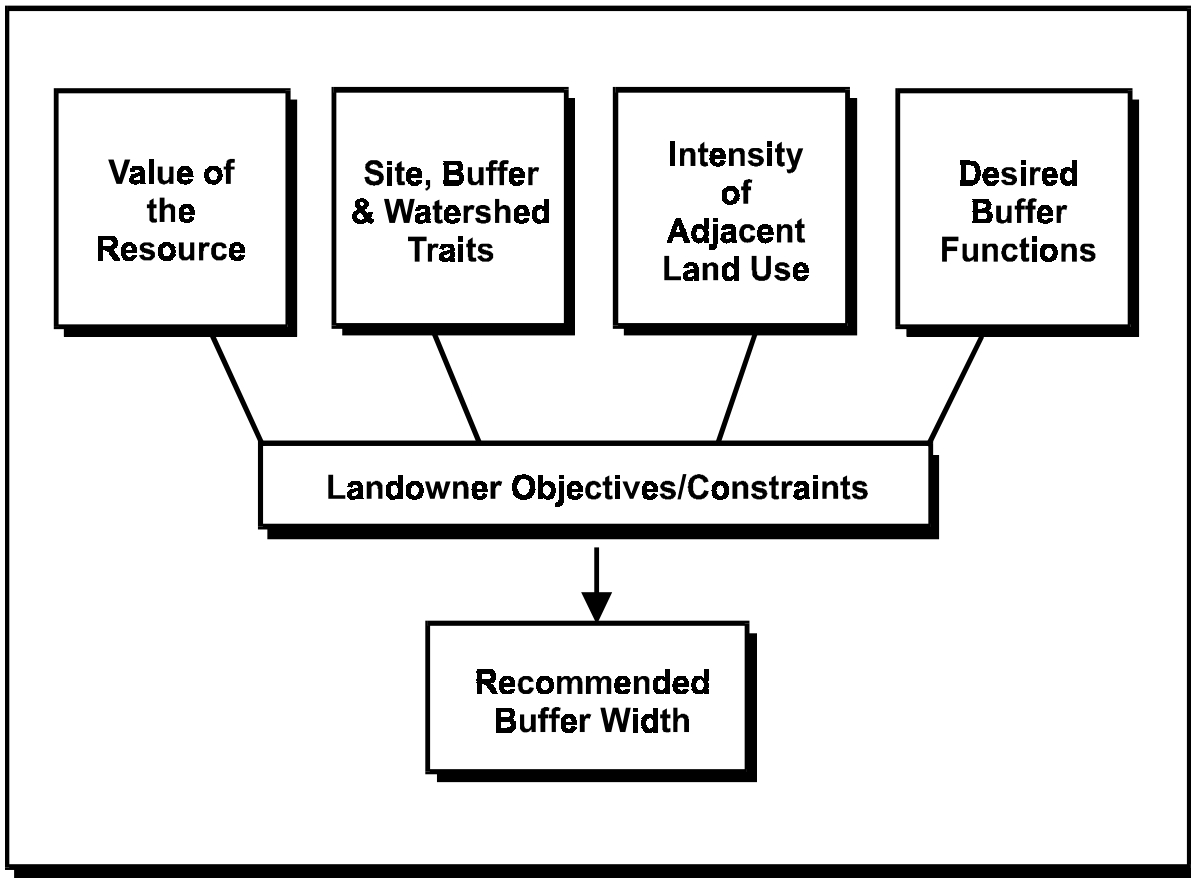 Value of
the
Resource
Site, Buffer
& Watershed
Traits
Intensity
of
Adjacent
Land Use
Desired
Buffer
Functions
Landowner Objectives/Constraints
Recommended
Buffer Width